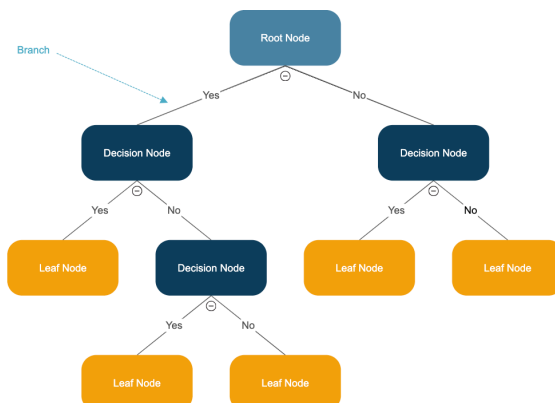 Root Node
Branch
Yes
No
Decision Node
Decision Node
Yes
No
Yes
No
Leaf Node
Decision Node
Leaf Node
Leaf Node
Yes
No
Leaf Node
Leaf Node